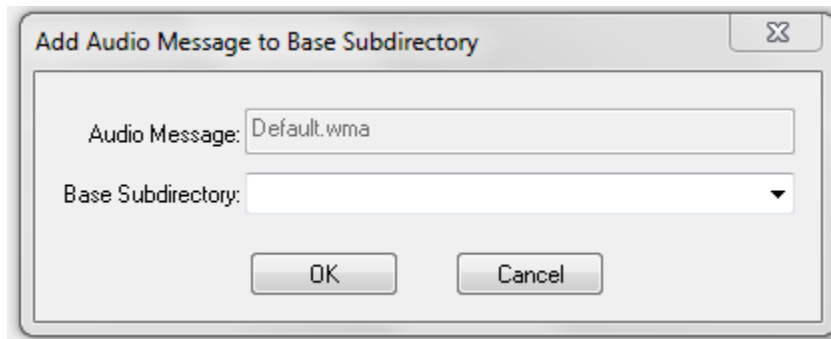 Add Audio Message to Base Subdirectory
Audio Message: Default.wma
Base Subdirectory:
OK Cancel